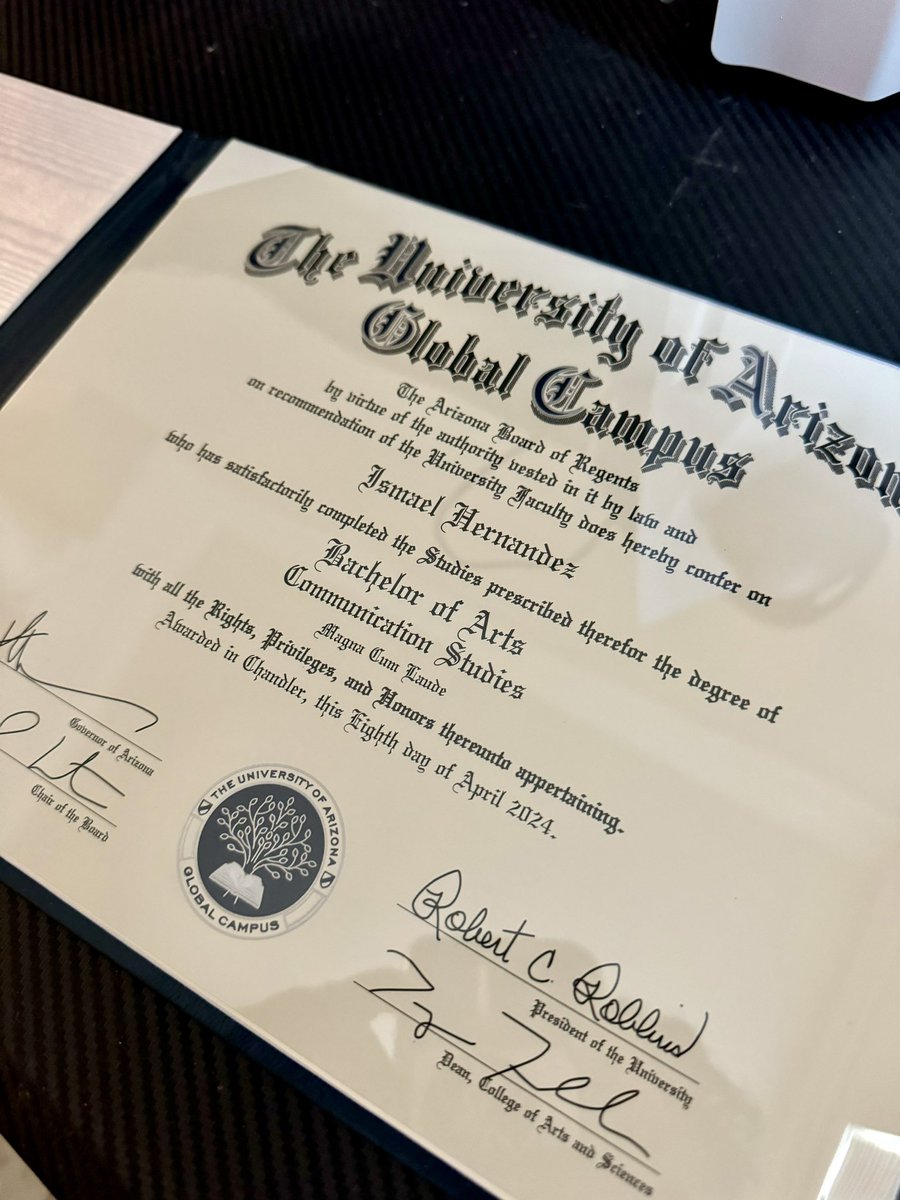 The University of Arizon
Global Campus
The Arizona Board of Regents
by virtue of the authority vested in it by law and
on recommendation of the University Faculty does hereby confer on
Ismael Hernandez
who has satisfactorily completed the Studies prescribed therefor the degree of
Bachelor of Arts
Communication Studies
Magna Cum Laude
with all the Rights, Privileges, and Honors thereunto appertaining.
Awarded in Chandler, this Eighth day of April 2024.
Governor of Arizona
Chair of the Board
THE UNIVERSITY OF ARIZONA
GLOBAL CAMPUS
Robert C. Robbins
President of the University
Dean, College of Arts and Sciences